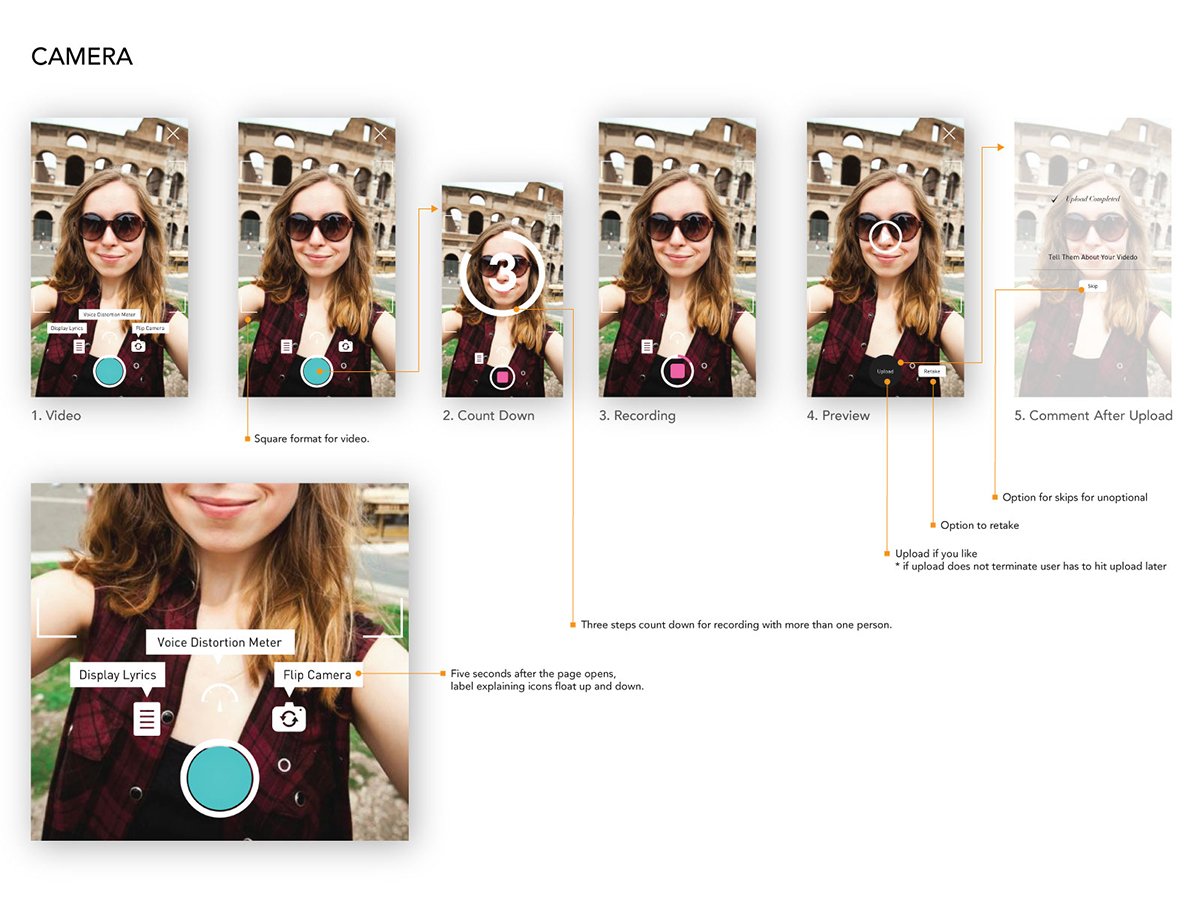 CAMERA
Voice Distortion Meter
Display Lyrics
Flip Camera
1. Video
Square format for video.
3
2. Count Down
3. Recording
Upload
Retake
4. Preview
Upload Completed
Tell Them About Your Videdo
Skip
5. Comment After Upload
Option for skips for unoptional
Option to retake
Upload if you like
* if upload does not terminate user has to hit upload later
Three steps count down for recording with more than one person.
Voice Distortion Meter
Display Lyrics
Flip Camera
Five seconds after the page opens,
label explaining icons float up and down.